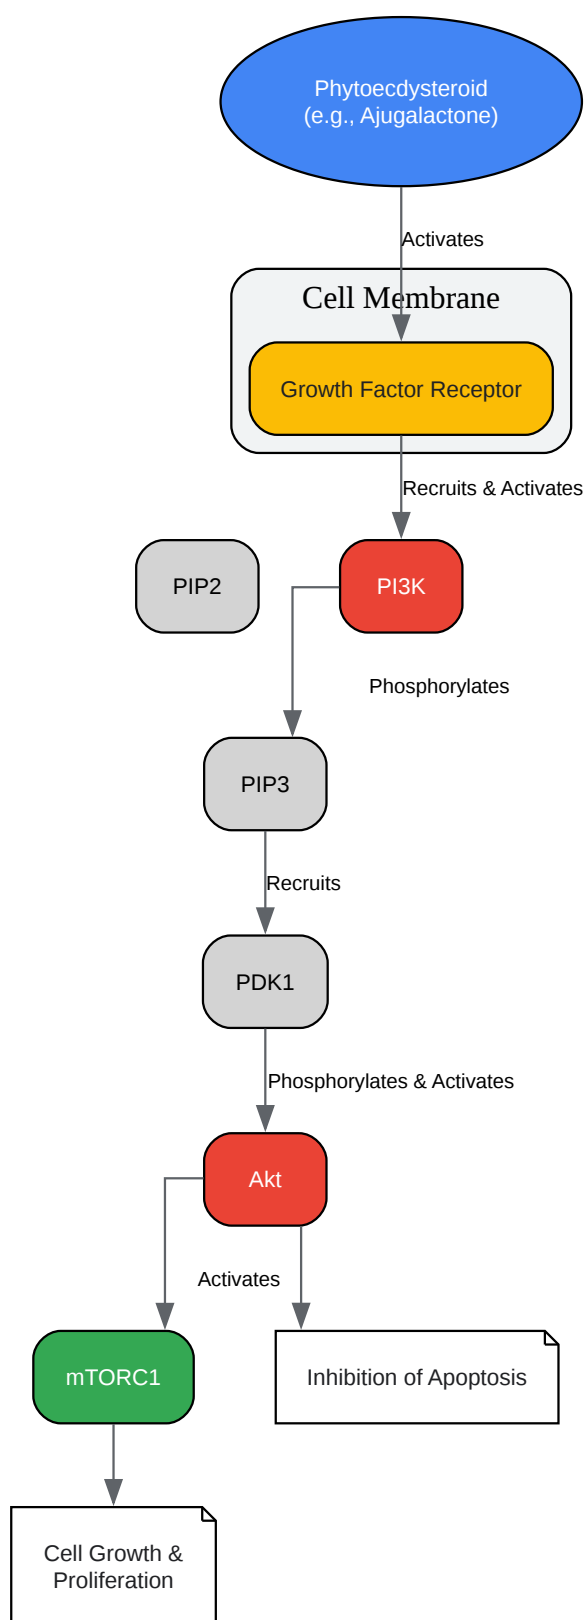 Phytoecdysteroid
(e.g., Ajugalactone)
Activates
Cell Membrane
Growth Factor Receptor
Recruits & Activates
PIP2
PI3K
Phosphorylates
PIP3
Recruits
PDK1
Phosphorylates & Activates
Akt
Activates
mTORC1
Inhibition of Apoptosis
Cell Growth &
Proliferation